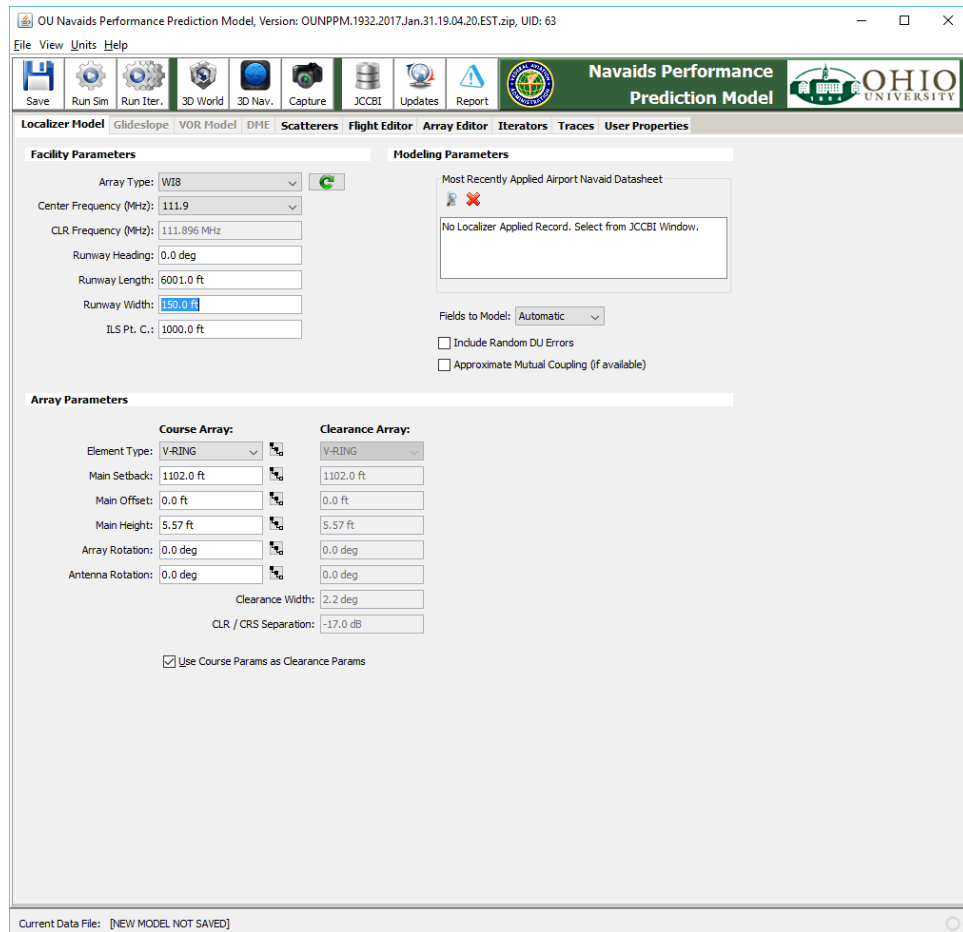 OU Navaids Performance Prediction Model, Version: OUNPPM.1932.2017.Jan.31.19.04.20.EST.zip, UID: 63
File View Units Help
Save Run Sim Run Iter. 3D World 3D Nav. Capture JCCBI Updates Report
FEDERAL AVIATION ADMINISTRATION
Navaids Performance
Prediction Model
1804
OHIO
UNIVERSITY
Localizer Model Glideslope VOR Model DME Scatterers Flight Editor Array Editor Iterators Traces User Properties
Facility Parameters
Array Type: WI8
Center Frequency (MHz): 111.9
CLR Frequency (MHz): 111.896 MHz
Runway Heading: 0.0 deg
Runway Length: 6001.0 ft
Runway Width: 150.0 ft
ILS Pt. C.: 1000.0 ft
Modeling Parameters
Most Recently Applied Airport Navaid Datasheet
No Localizer Applied Record. Select from JCCBI Window.
Fields to Model: Automatic
Include Random DU Errors
Approximate Mutual Coupling (if available)
Array Parameters
Course Array: Clearance Array:
Element Type: V-RING V-RING
Main Setback: 1102.0 ft 1102.0 ft
Main Offset: 0.0 ft 0.0 ft
Main Height: 5.57 ft 5.57 ft
Array Rotation: 0.0 deg 0.0 deg
Antenna Rotation: 0.0 deg 0.0 deg
Clearance Width: 2.2 deg
CLR / CRS Separation: -17.0 dB
Use Course Params as Clearance Params
Current Data File: [NEW MODEL NOT SAVED]